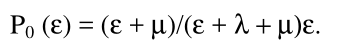 P₀ (ε) = (ε + μ)/(ε + λ + μ)ε.